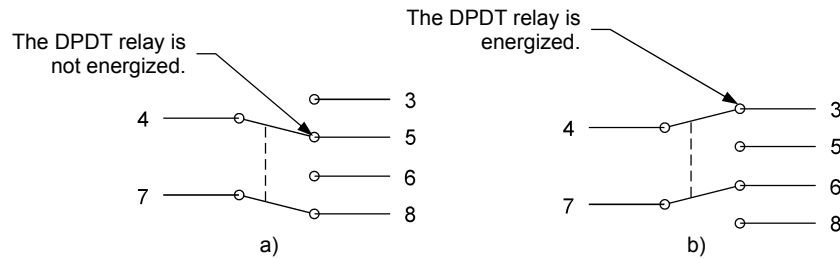 The DPDT relay is
not energized.
3
4
5
6
7
8
a)
The DPDT relay is
energized.
3
4
5
6
7
8
b)